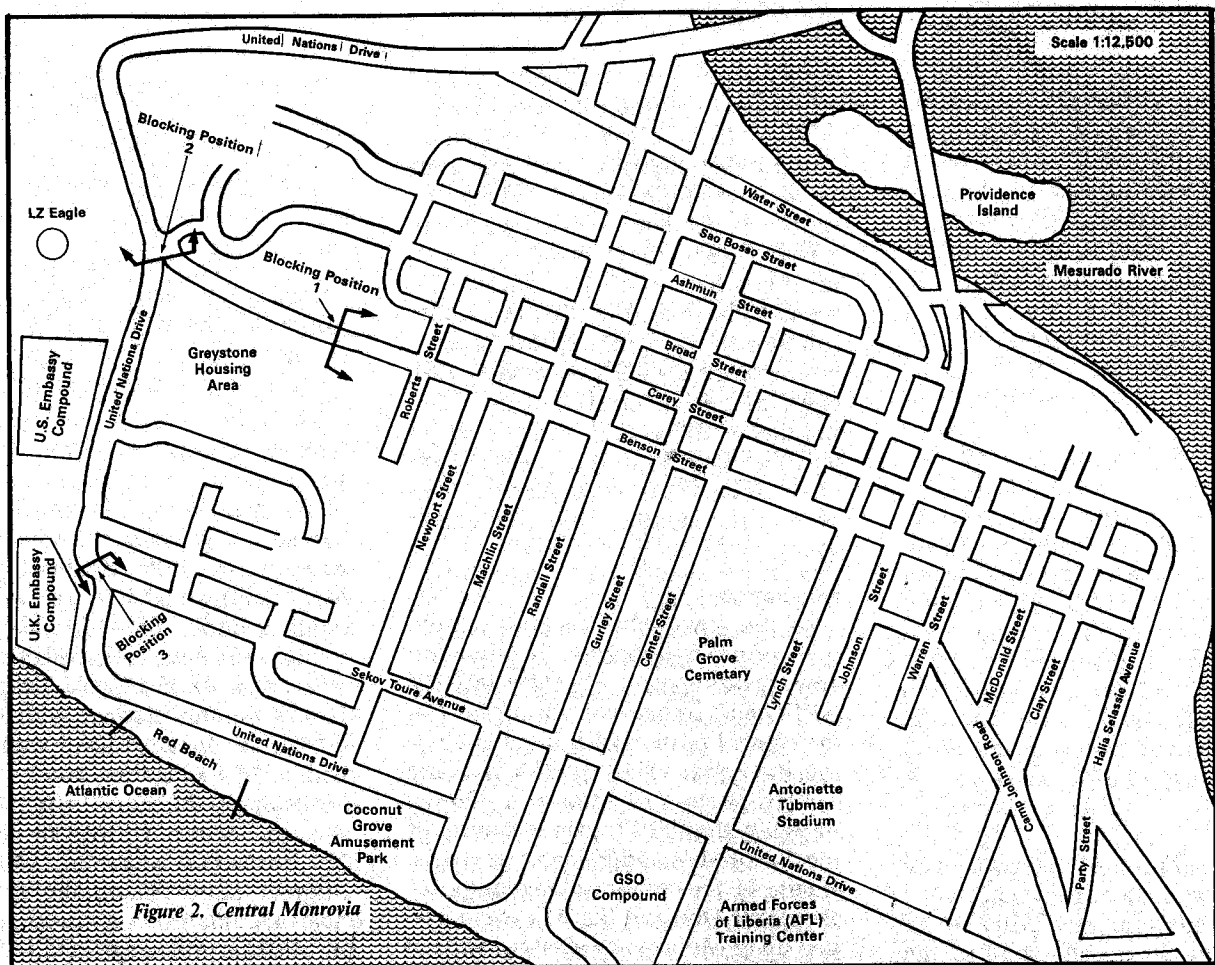 United Nations Drive
Scale 1:12,500
Blocking Position
2
LZ Eagle
Water Street
Providence
Island
Sao Bosso Street
Mesurado River
Blocking Position
1
Ashmun Street
Broad Street
Carey Street
Benson Street
Greystone
Housing
Area
United Nations Drive
U.S. Embassy
Compound
Roberts Street
Newport Street
Machlin Street
Randall Street
Gurley Street
Center Street
Palm
Grove
Cemetary
Lynch Street
Johnson Street
Warren Street
McDonald Street
Clay Street
Halia Selassie Avenue
U.K. Embassy
Compound
Blocking
Position
3
Sekov Toure Avenue
United Nations Drive
Red Beach
Atlantic Ocean
Coconut
Grove
Amusement
Park
Antoinette
Tubman
Stadium
Camp Johnson Road
Party Street
United Nations Drive
GSO
Compound
Armed Forces
of Liberia (AFL)
Training Center
Figure 2. Central Monrovia